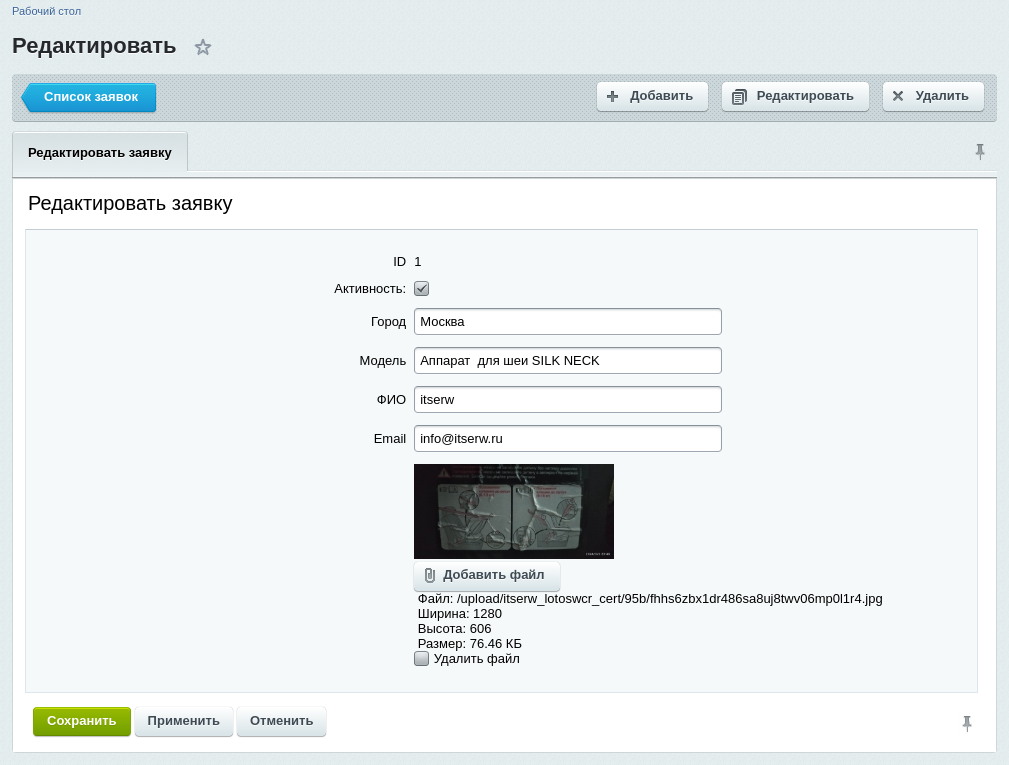 Рабочий стол
Редактировать
Список заявок
Добавить
Редактировать
Удалить
Редактировать заявку
Редактировать заявку
ID 1
Активность:
Город Москва
Модель Аппарат  для шеи SILK NECK
ФИО itserw
Email info@itserw.ru
Добавить файл
Файл: /upload/itserw_lotoswcr_cert/95b/fhhs6zbx1dr486sa8uj8twv06mp0l1r4.jpg
Ширина: 1280
Высота: 606
Размер: 76.46 КБ
Удалить файл
Сохранить
Применить
Отменить